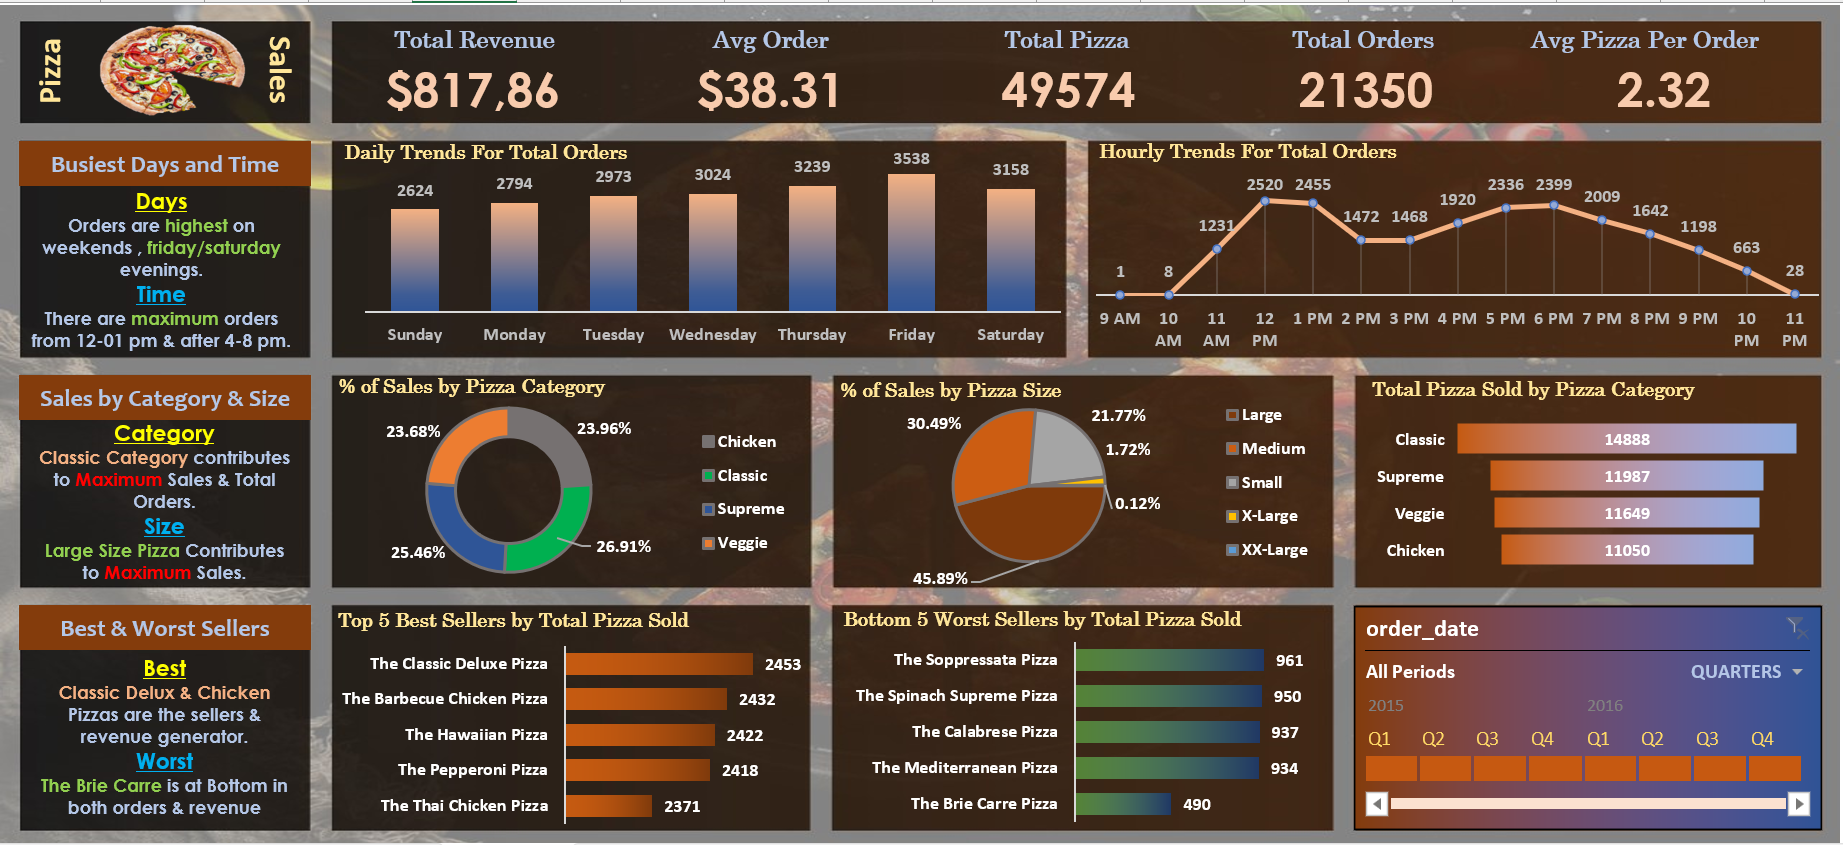 Pizza
Sales
Total Revenue
$817,86
Avg Order
$38.31
Total Pizza
49574
Total Orders
21350
Avg Pizza Per Order
2.32
Busiest Days and Time
Days
Orders are highest on
weekends , friday/saturday
evenings.
Time
There are maximum orders
from 12-01 pm & after 4-8 pm.
Daily Trends For Total Orders
2624 2794 2973 3024 3239 3538 3158
Sunday Monday Tuesday Wednesday Thursday Friday Saturday
Hourly Trends For Total Orders
1 8 1231 2520 2455 1472 1468 1920 2336 2399 2009 1642 1198 663 28
9 AM 10 AM 11 AM 12 PM 1 PM 2 PM 3 PM 4 PM 5 PM 6 PM 7 PM 8 PM 9 PM 10 PM 11 PM
Sales by Category & Size
Category
Classic Category contributes
to Maximum Sales & Total
Orders.
Size
Large Size Pizza Contributes
to Maximum Sales.
% of Sales by Pizza Category
23.68%
23.96%
25.46%
26.91%
Chicken
Classic
Supreme
Veggie
% of Sales by Pizza Size
30.49%
21.77%
1.72%
0.12%
45.89%
Large
Medium
Small
X-Large
XX-Large
Total Pizza Sold by Pizza Category
Classic 14888
Supreme 11987
Veggie 11649
Chicken 11050
Best & Worst Sellers
Best
Classic Delux & Chicken
Pizzas are the sellers &
revenue generator.
Worst
The Brie Carre is at Bottom in
both orders & revenue
Top 5 Best Sellers by Total Pizza Sold
The Classic Deluxe Pizza 2453
The Barbecue Chicken Pizza 2432
The Hawaiian Pizza 2422
The Pepperoni Pizza 2418
The Thai Chicken Pizza 2371
Bottom 5 Worst Sellers by Total Pizza Sold
The Soppressata Pizza 961
The Spinach Supreme Pizza 950
The Calabrese Pizza 937
The Mediterranean Pizza 934
The Brie Carre Pizza 490
order_date
All Periods QUARTERS
2015 2016
Q1 Q2 Q3 Q4 Q1 Q2 Q3 Q4